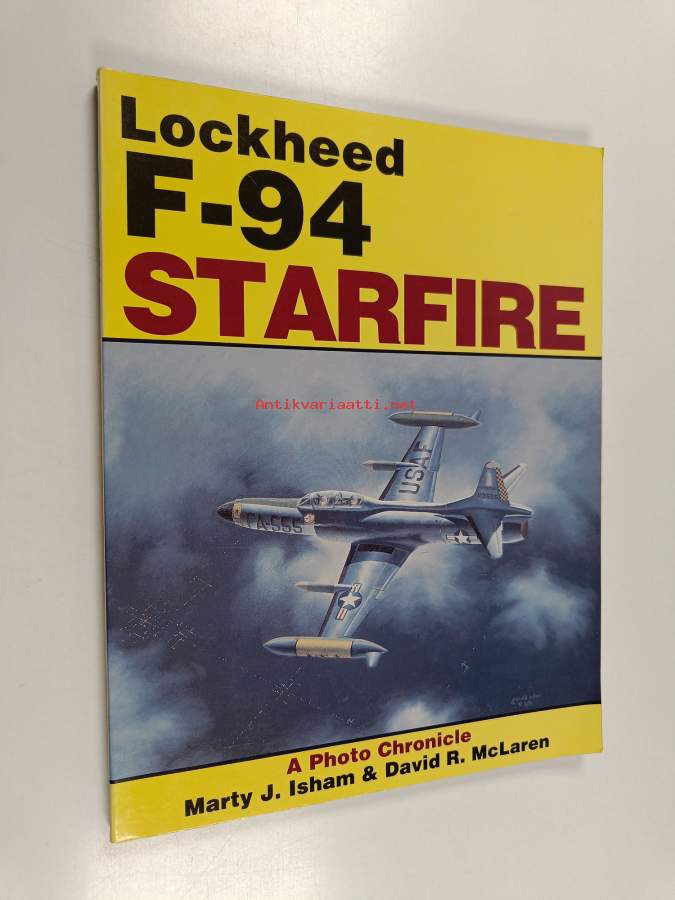 Lockheed
F-94
STARFIRE
Antikvariaatti.net
USAF
FA-555
A Photo Chronicle
Marty J. Isham & David R. McLaren